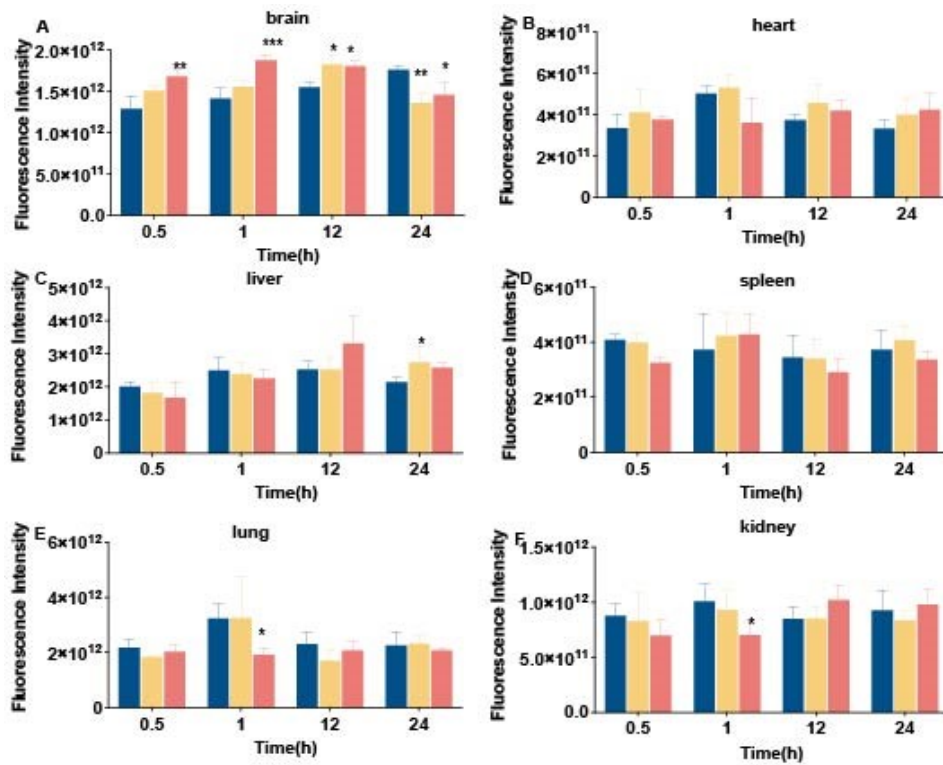 A
brain
Fluorescence Intensity
2.0×10¹²
1.5×10¹²
1.0×10¹²
5.0×10¹¹
0.0
** *** * * ** *
0.5 1 12 24
Time(h)
B
heart
Fluorescence Intensity
8×10¹¹
6×10¹¹
4×10¹¹
2×10¹¹
0
0.5 1 12 24
Time(h)
C
liver
Fluorescence Intensity
5×10¹²
4×10¹²
3×10¹²
2×10¹²
1×10¹²
0
*
0.5 1 12 24
Time(h)
D
spleen
Fluorescence Intensity
6×10¹¹
4×10¹¹
2×10¹¹
0
0.5 1 12 24
Time(h)
E
lung
Fluorescence Intensity
6×10¹²
4×10¹²
2×10¹²
0
*
0.5 1 12 24
Time(h)
F
kidney
Fluorescence Intensity
1.5×10¹²
1.0×10¹²
5.0×10¹¹
0.0
*
0.5 1 12 24
Time(h)